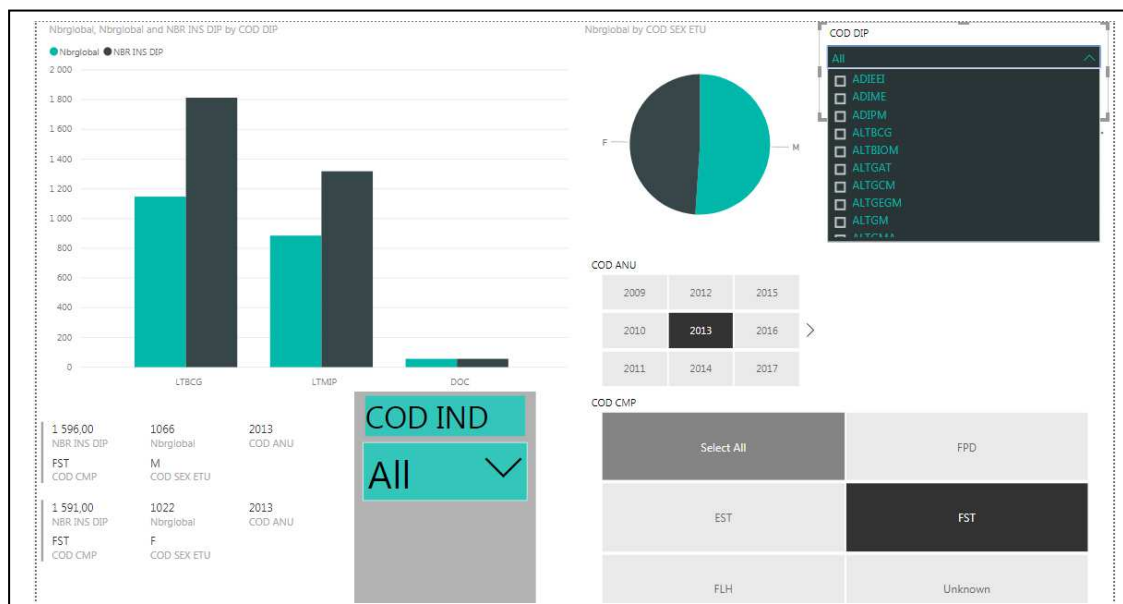 Nbrglobal, Nbrglobal and NBR INS DIP by COD DIP
Nbrglobal NBR INS DIP
2 000
1 800
1 600
1 400
1 200
1 000
800
600
400
200
0
LTBCG LTMIP DOC
Nbrglobal by COD SEX ETU
F
M
COD DIP
All
ADIEEI
ADIME
ADIPM
ALTBCG
ALTBIOM
ALTGAT
ALTGCM
ALTGEGM
ALTGM
ALTGMA
COD ANU
2009 2012 2015
2010 2013 2016
2011 2014 2017
1 596,00 1066 2013
NBR INS DIP Nbrglobal COD ANU
FST M
COD CMP COD SEX ETU
1 591,00 1022 2013
NBR INS DIP Nbrglobal COD ANU
FST F
COD CMP COD SEX ETU
COD IND
All
COD CMP
Select All FPD
EST FST
FLH Unknown